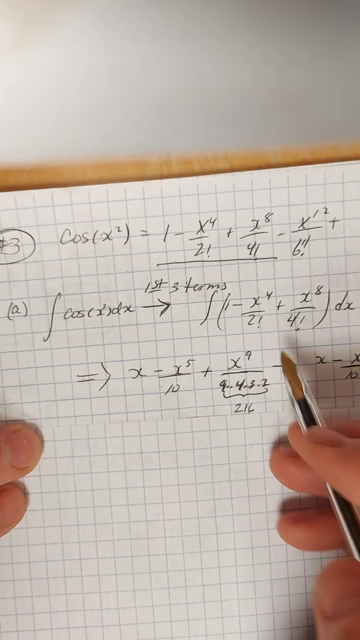 #3 cos(x²) = 1 - x⁴/2! + x⁸/4! - x¹²/6! +
(a) ∫cos(x²)dx 1st 3 terms → ∫(1 - x⁴/2! + x⁸/4!) dx
⇒ x - x⁵/10 + x⁹/9·4·3·2 x - x/10
216